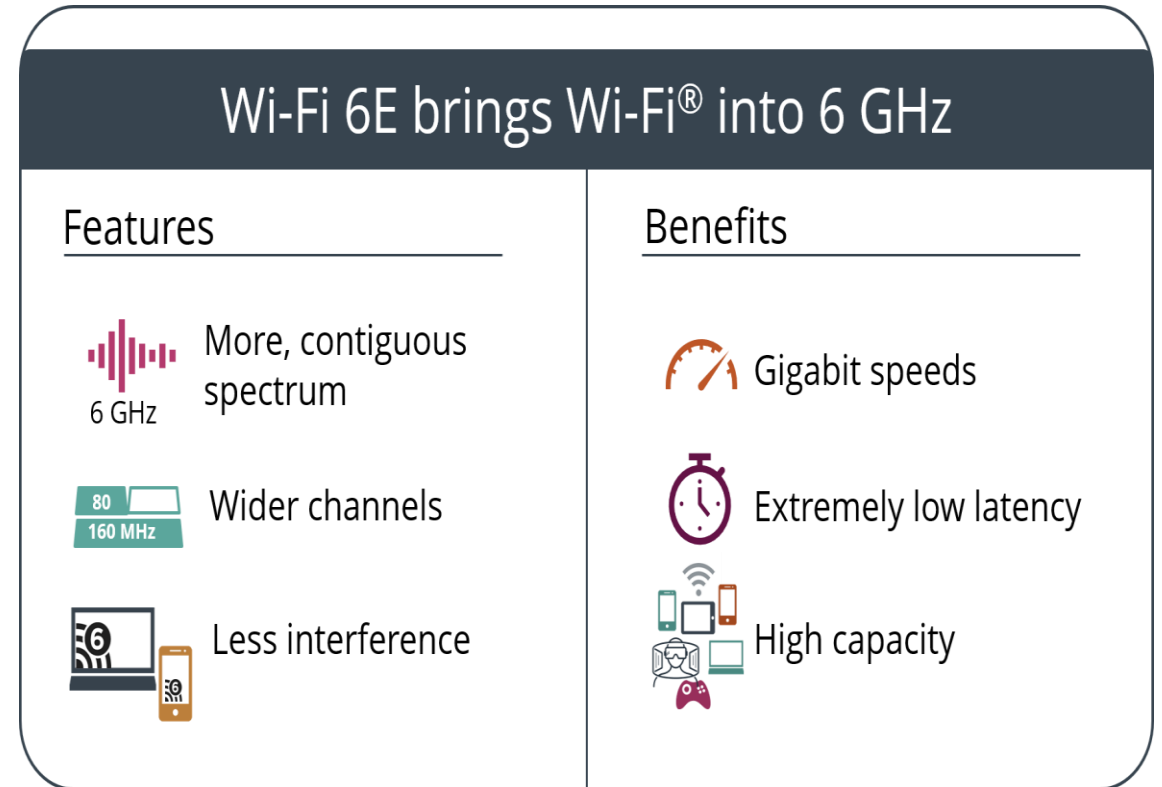 Wi-Fi 6E brings Wi-Fi® into 6 GHz
Features
6 GHz
More, contiguous
spectrum
80
160 MHz
Wider channels
6
6
Less interference
Benefits
Gigabit speeds
Extremely low latency
High capacity